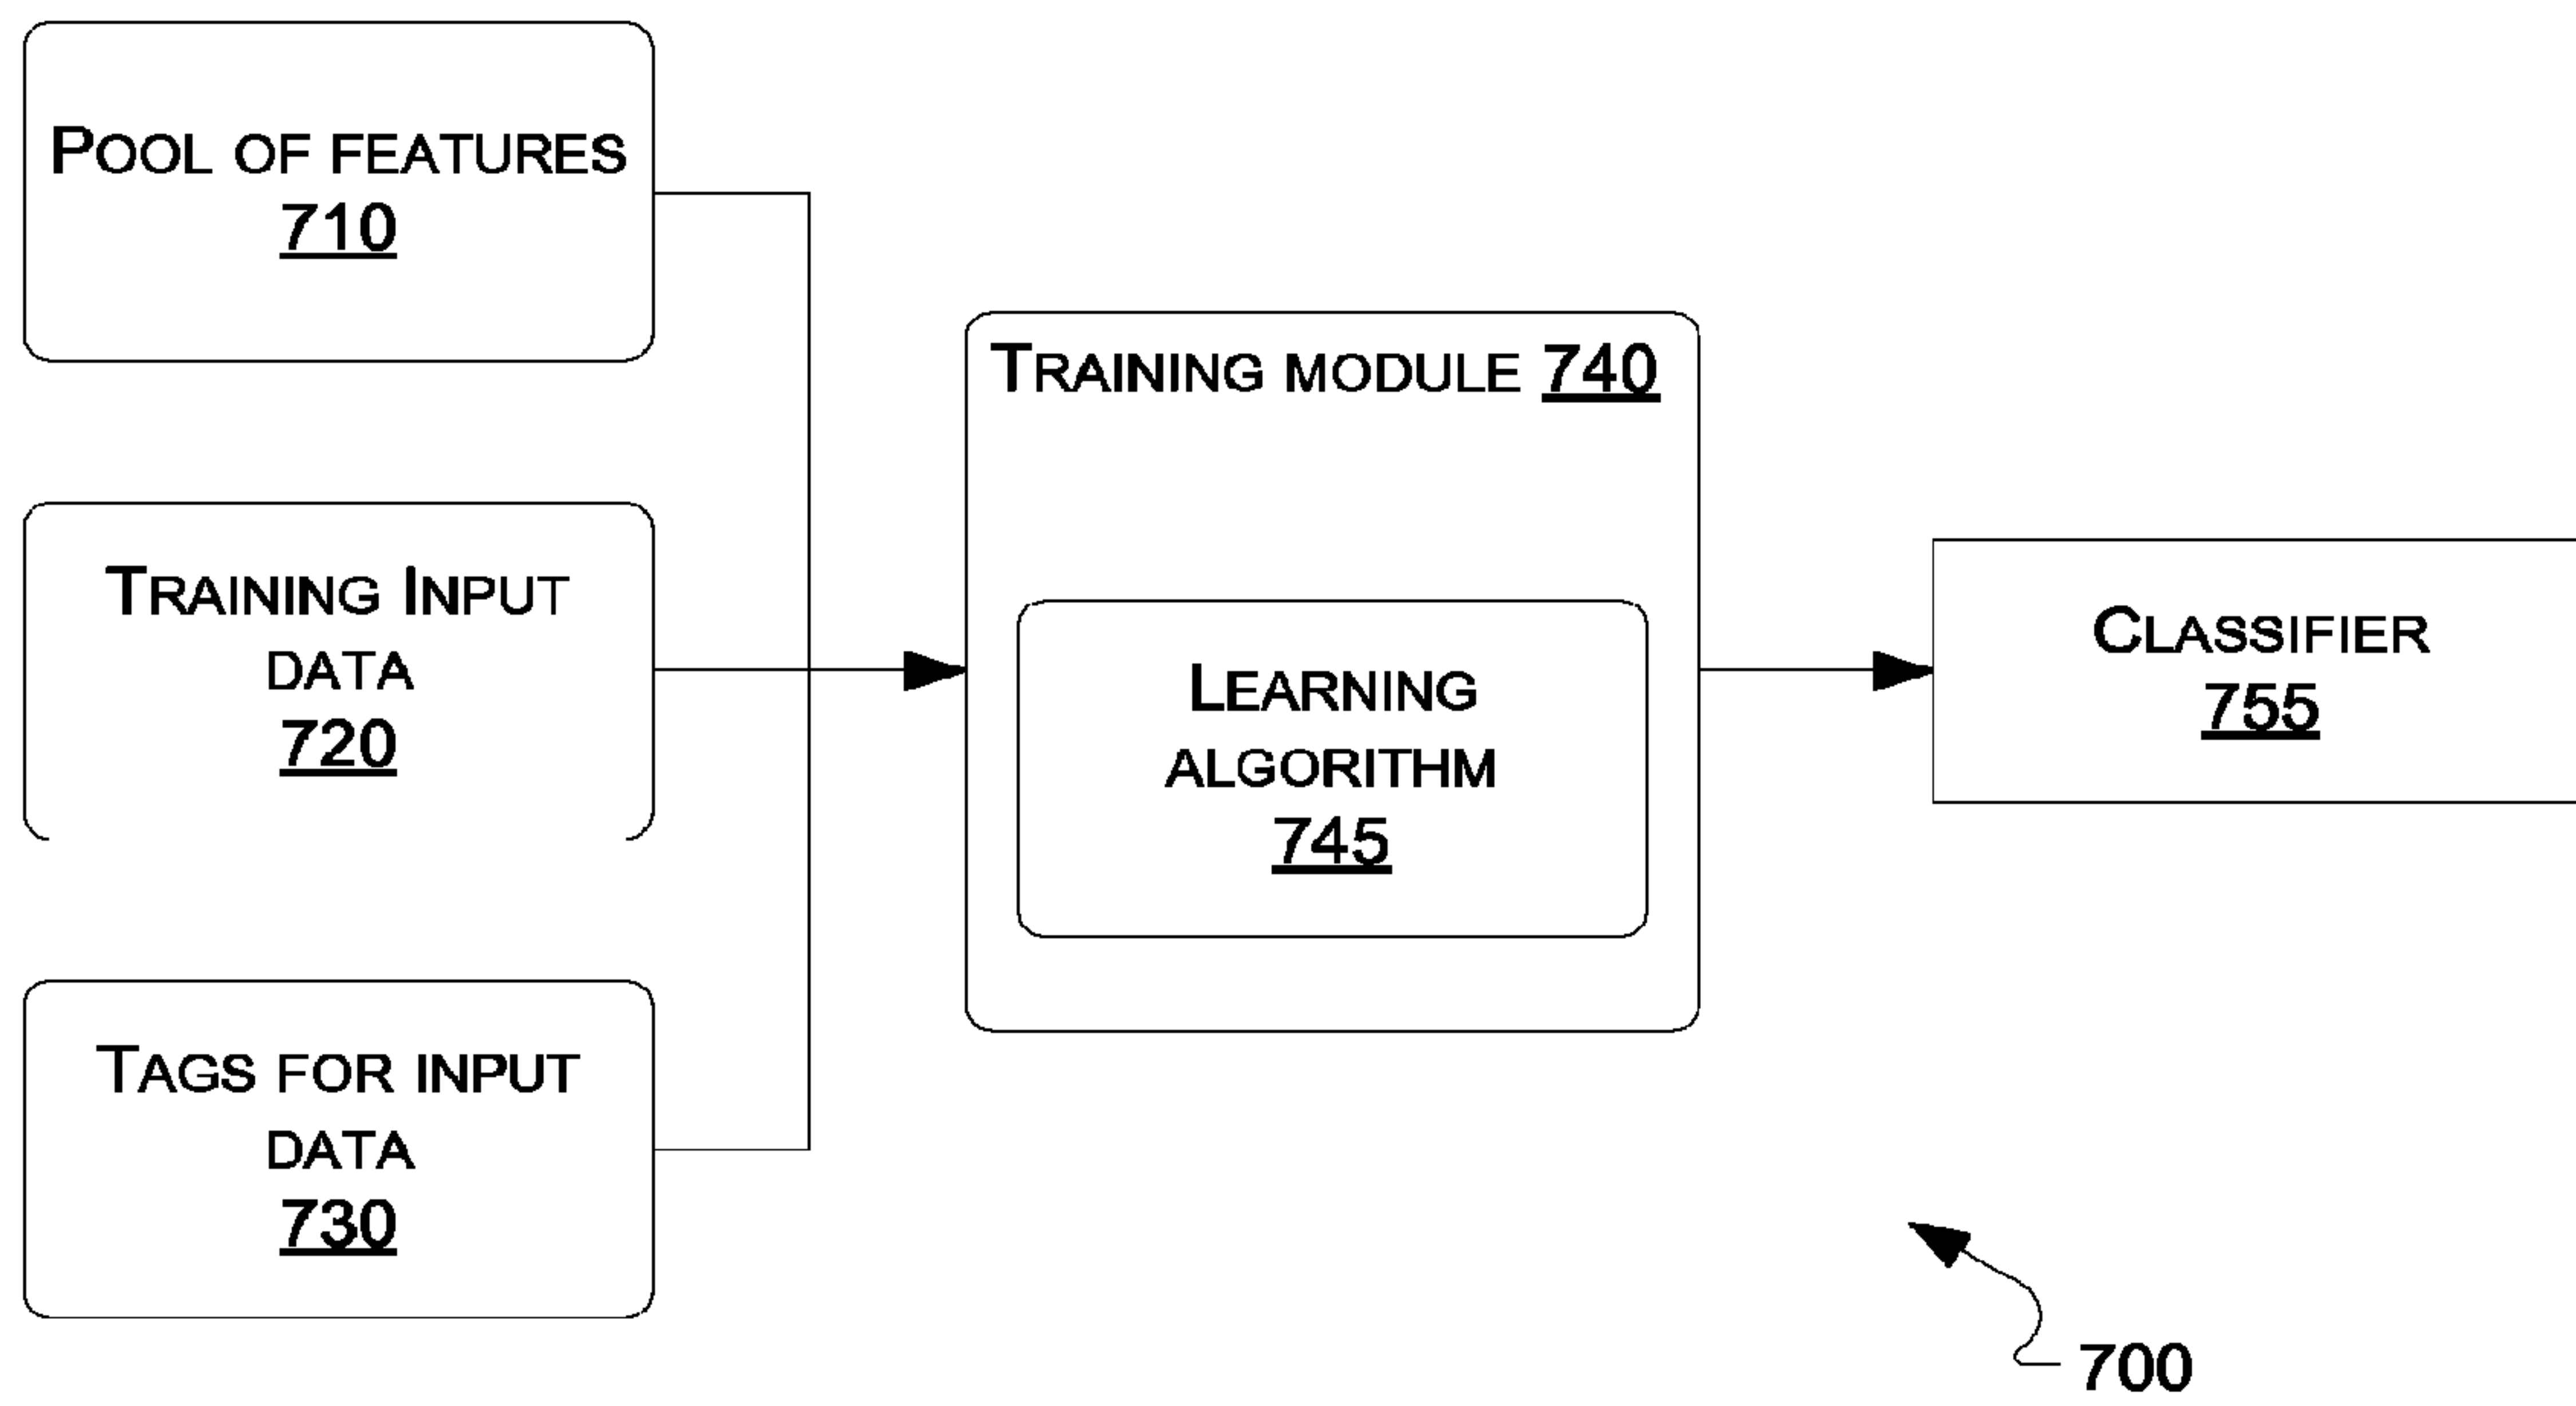 POOL OF FEATURES
710
TRAINING INPUT
DATA
720
TAGS FOR INPUT
DATA
730
TRAINING MODULE 740
LEARNING
ALGORITHM
745
CLASSIFIER
755
700